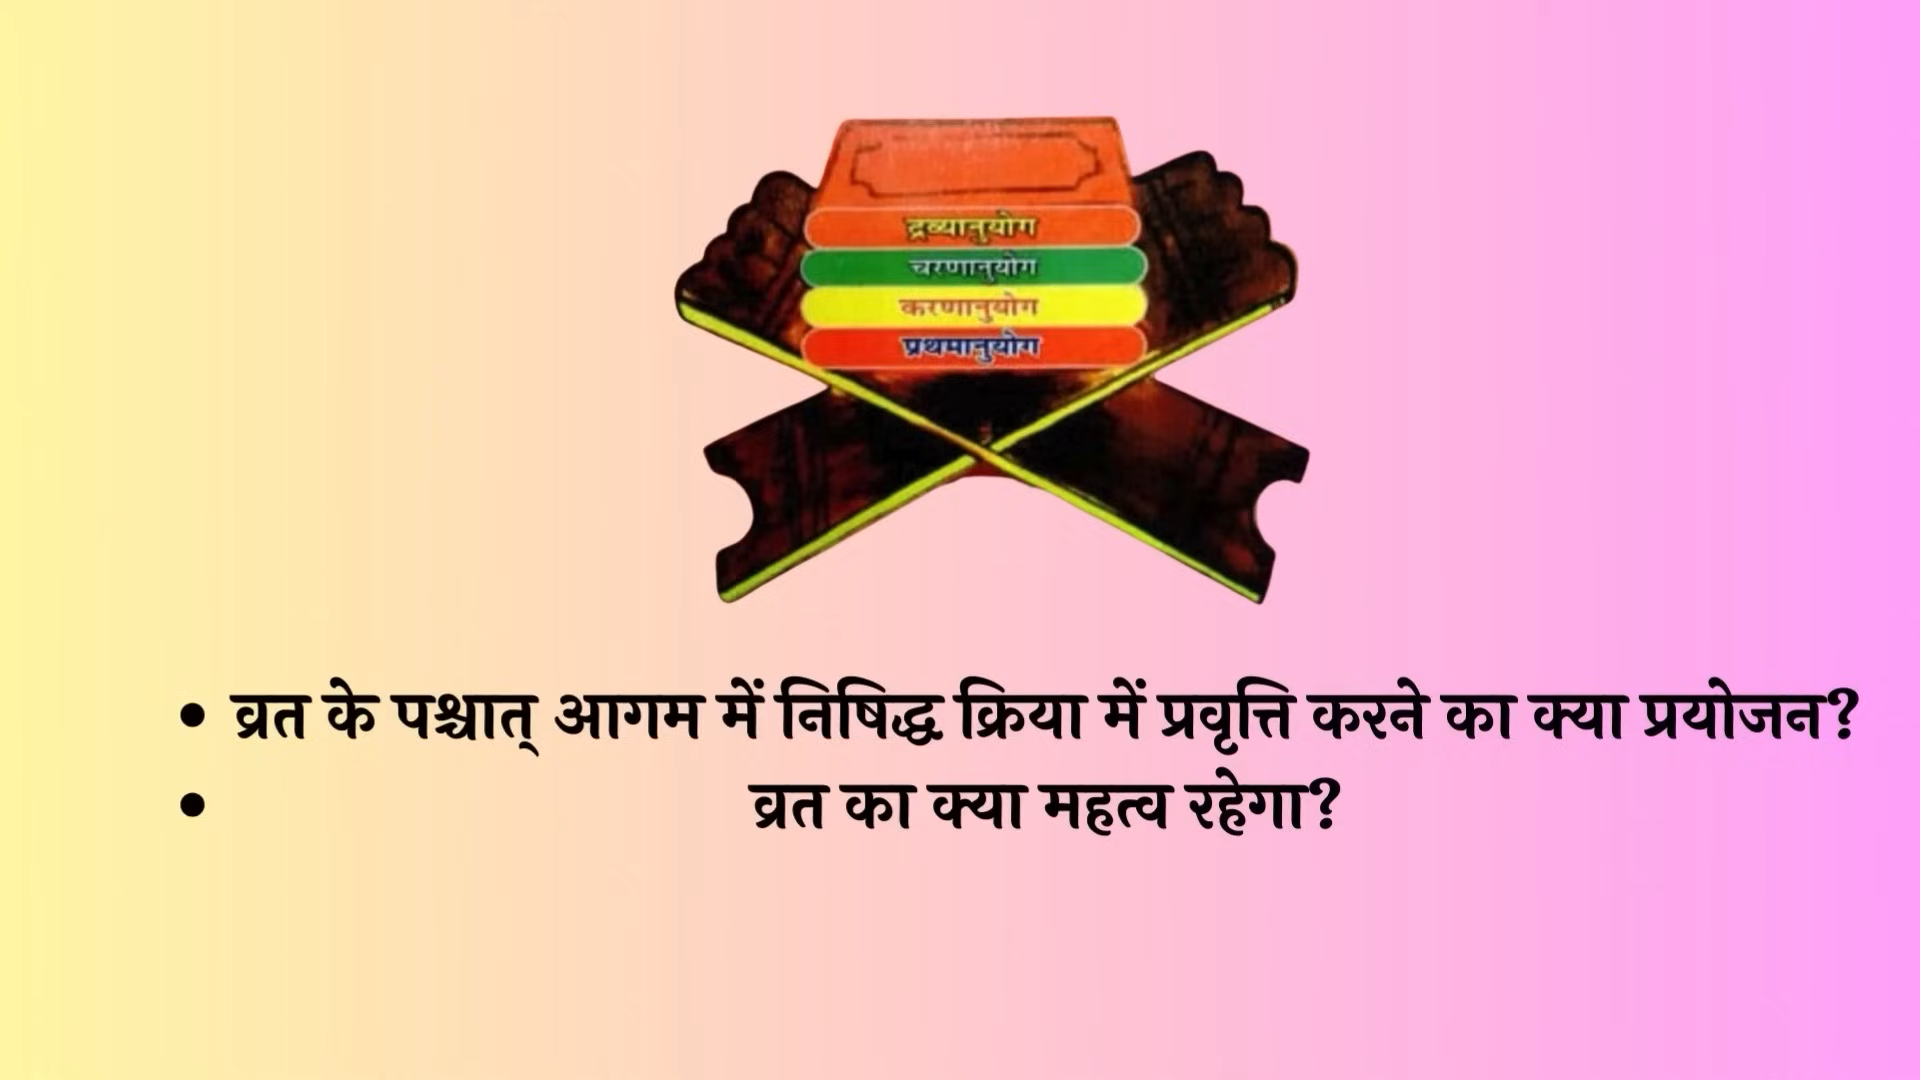 द्रव्यानुयोग
चरणानुयोग
करणानुयोग
प्रथमानुयोग
• व्रत के पश्चात् आगम में निषिद्ध क्रिया में प्रवृत्ति करने का क्या प्रयोजन?
• व्रत का क्या महत्व रहेगा?